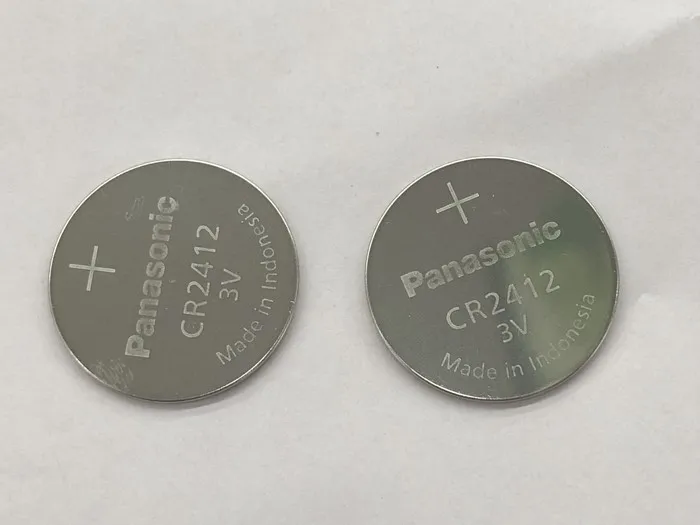 +
Panasonic
CR2412
3V
Made in Indonesia
+
Panasonic
CR2412
3V
Made in Indonesia